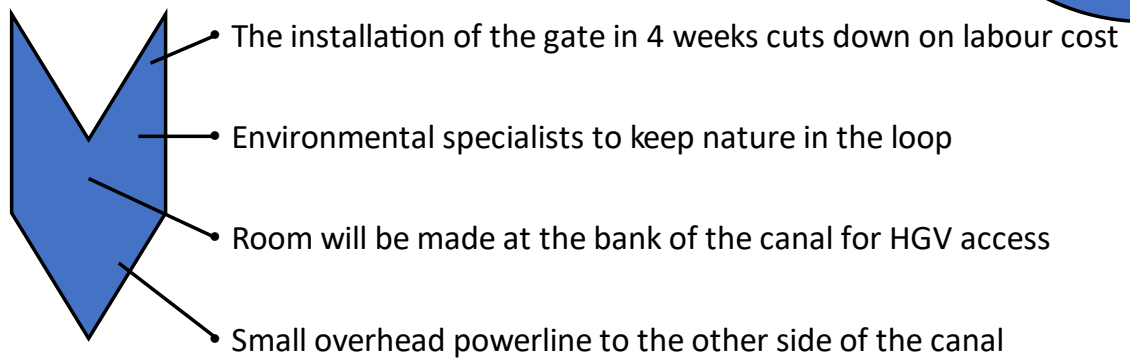 The installation of the gate in 4 weeks cuts down on labour cost
Environmental specialists to keep nature in the loop
Room will be made at the bank of the canal for HGV access
Small overhead powerline to the other side of the canal